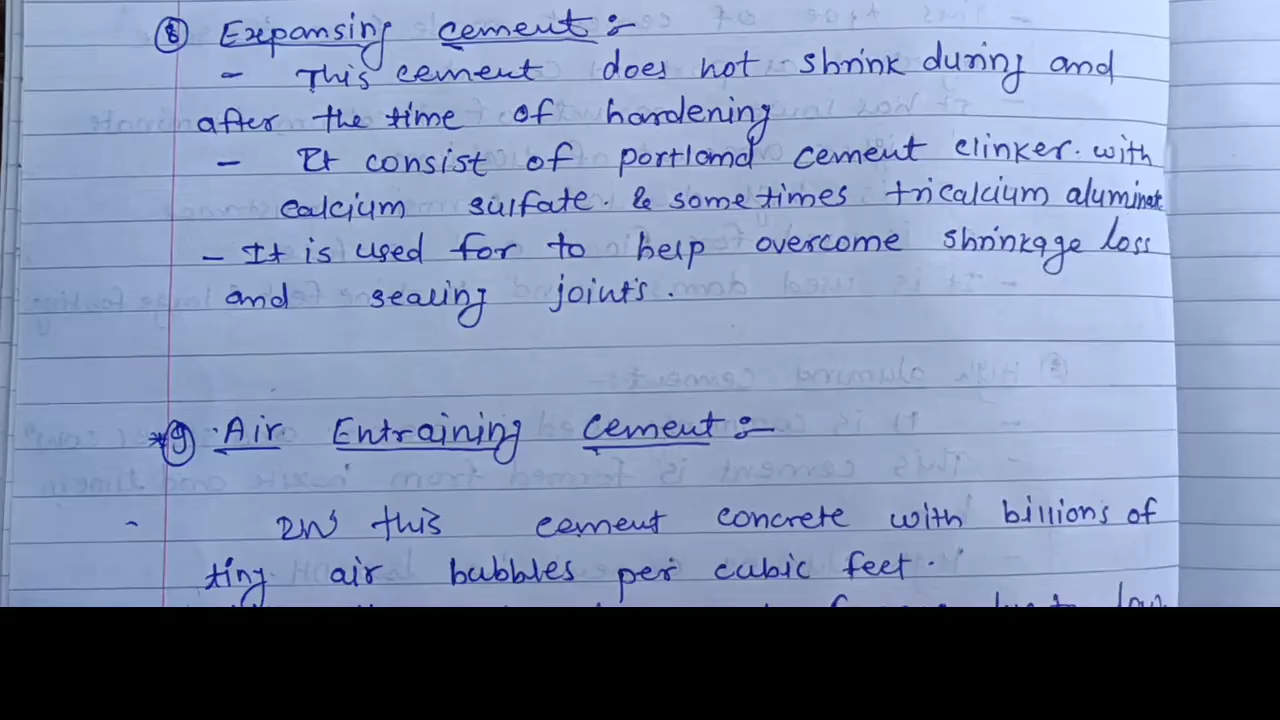 ⑧ Expansing cement :-
- This cement does not shrink during and
after the time of hardening
- It consist of portland cement clinker. with
calcium sulfate. & some times tricalcium aluminate
- It is used for to help overcome shrinkage loss
and sealing joints.
*⑨ Air Entraining Cement :-
- IN this cement concrete with billions of
tiny air bubbles per cubic feet.